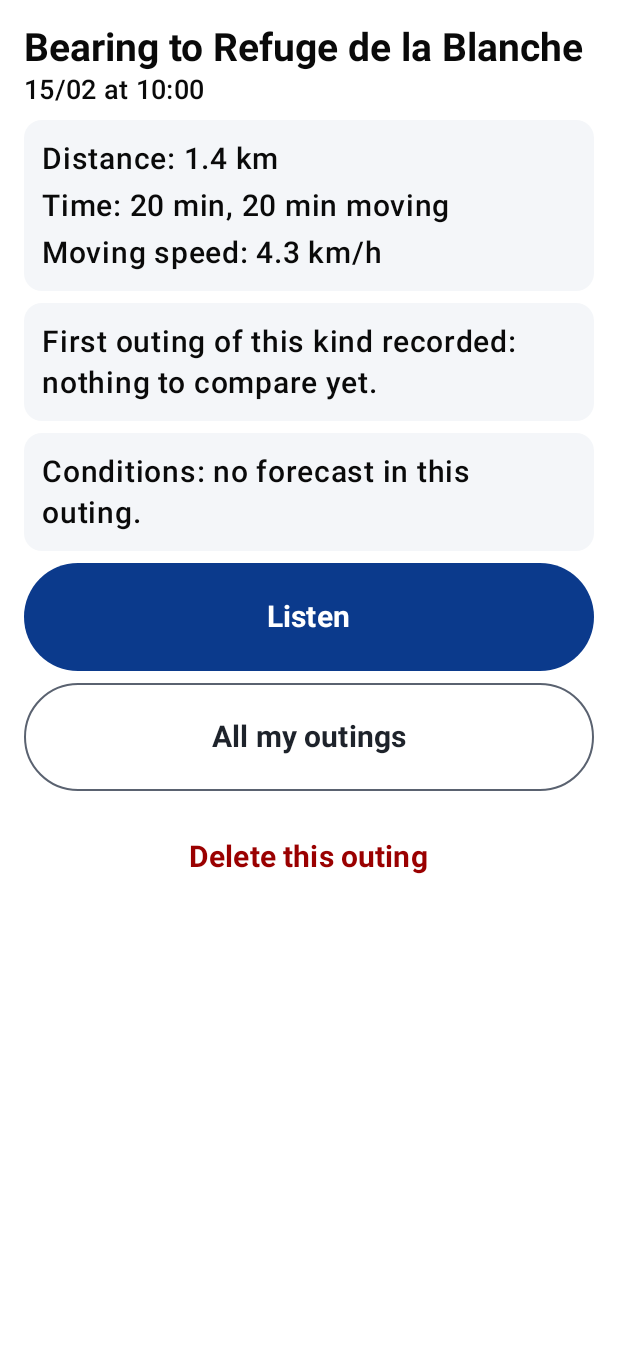 Bearing to Refuge de la Blanche
15/02 at 10:00
Distance: 1.4 km
Time: 20 min, 20 min moving
Moving speed: 4.3 km/h
First outing of this kind recorded:
nothing to compare yet.
Conditions: no forecast in this
outing.
Listen
All my outings
Delete this outing